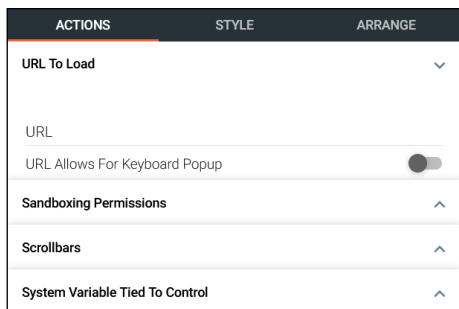 ACTIONS STYLE ARRANGE
URL To Load
URL
URL Allows For Keyboard Popup
Sandboxing Permissions
Scrollbars
System Variable Tied To Control